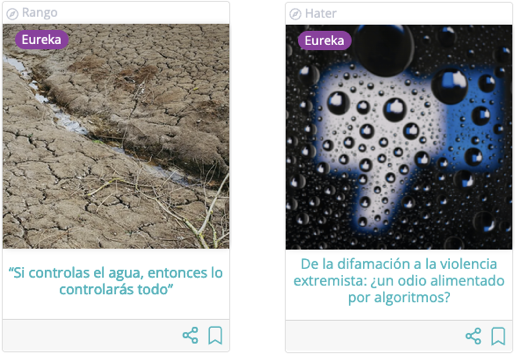 Rango
Eureka
“Si controlas el agua, entonces lo
controlarás todo”
Hater
Eureka
De la difamación a la violencia
extremista: ¿un odio alimentado
por algoritmos?